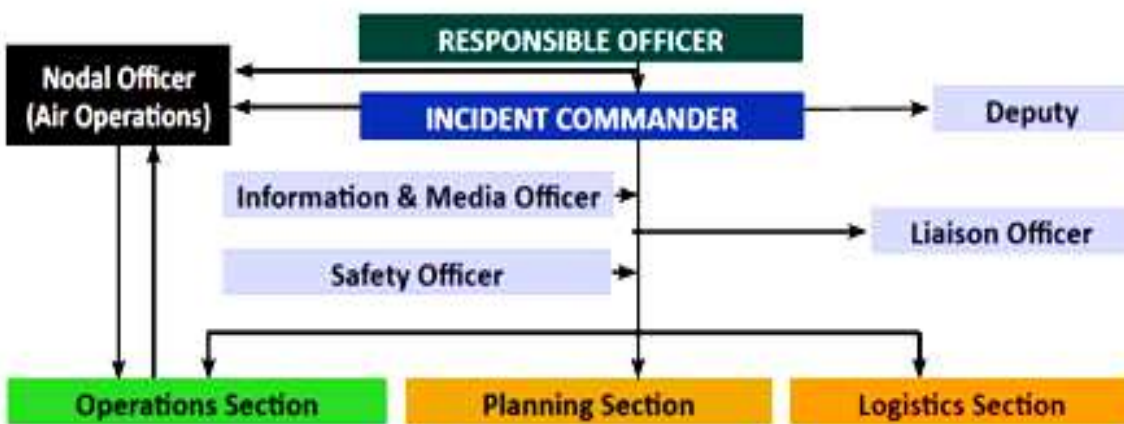 RESPONSIBLE OFFICER
Nodal Officer
(Air Operations)
INCIDENT COMMANDER
Deputy
Information & Media Officer
Liaison Officer
Safety Officer
Operations Section
Planning Section
Logistics Section